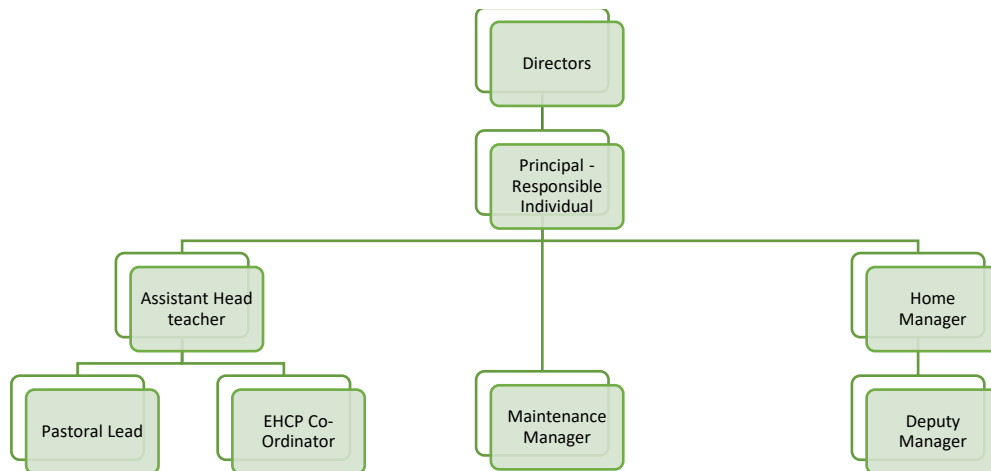 Directors
Principal -
Responsible
Individual
Assistant Head
teacher
Home
Manager
Pastoral Lead
EHCP Co-
Ordinator
Maintenance
Manager
Deputy
Manager